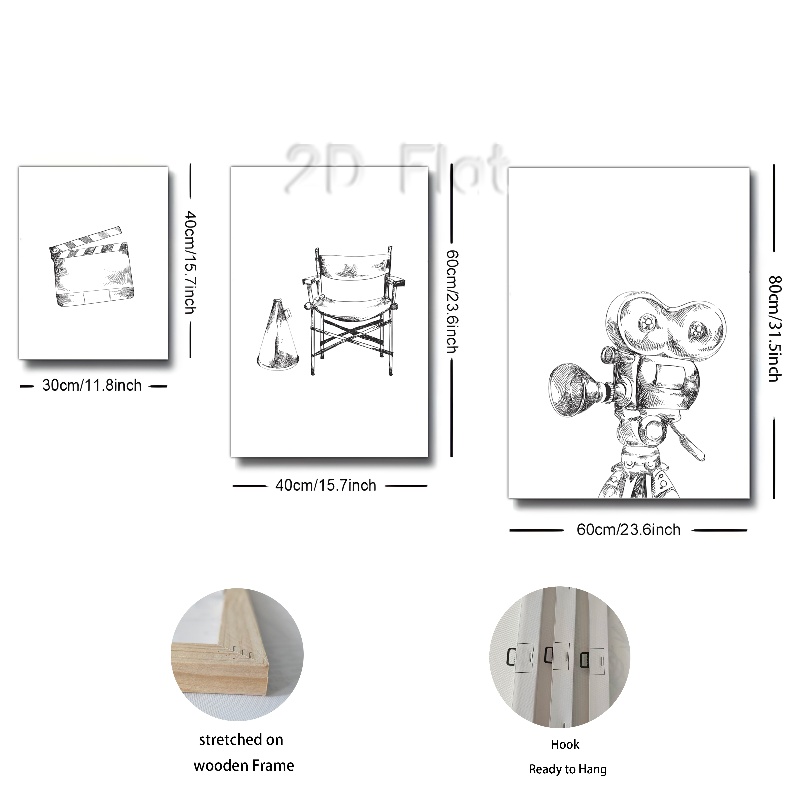 2D Flat
40cm/15.7inch
30cm/11.8inch
60cm/23.6inch
40cm/15.7inch
80cm/31.5inch
60cm/23.6inch
stretched on
wooden Frame
Hook
Ready to Hang